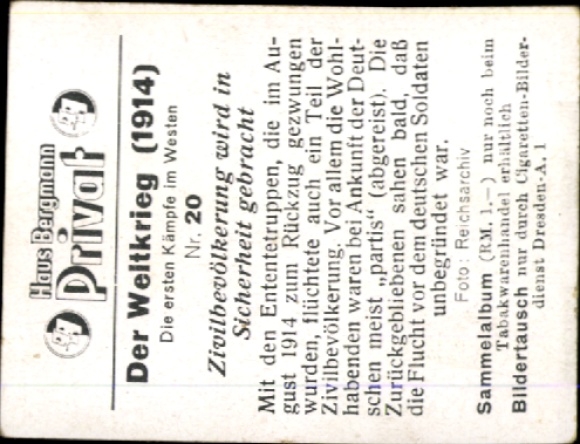 Haus Bergmann
Privat
Der Weltkrieg (1914)
Die ersten Kämpfe im Westen
Nr. 20
Zivilbevölkerung wird in
Sicherheit gebracht
Mit den Ententetruppen, die im Au-
gust 1914 zum Rückzug gezwungen
wurden, flüchtete auch ein Teil der
Zivilbevölkerung. Vor allem die Wohl-
habenden waren bei Ankunft der Deut-
schen meist „partis“ (abgereist). Die
Zurückgebliebenen sahen bald, daß
die Flucht vor dem deutschen Soldaten
unbegründet war.
Foto: Reichsarchiv
Sammelalbum (RM. 1.—) nur noch beim
Tabakwarenhandel erhältlich
Bildertausch nur durch Cigaretten-Bilder-
dienst Dresden-A. 1